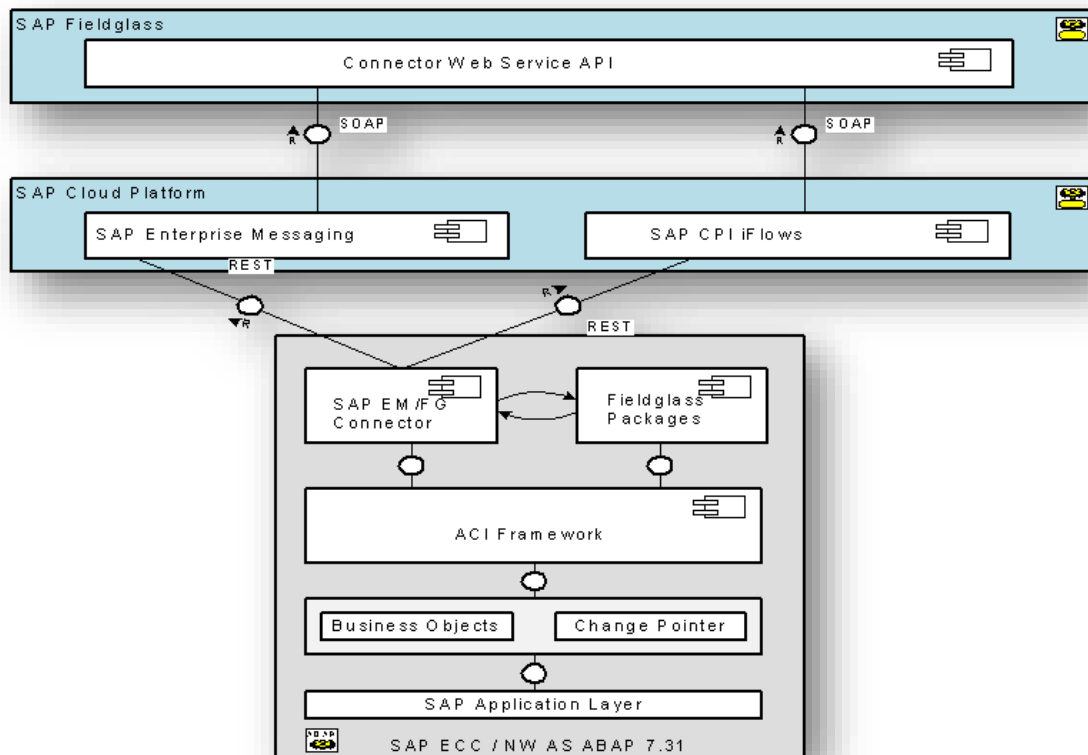 SAP Fieldglass
Connector Web Service API
SOAP
SOAP
R
R
SAP Cloud Platform
SAP Enterprise Messaging
SAP CPI iFlows
REST
R
R
REST
SAP EM/FG
Connector
Fieldglass
Packages
ACI Framework
Business Objects
Change Pointer
SAP Application Layer
SAP ECC / NW AS ABAP 7.31